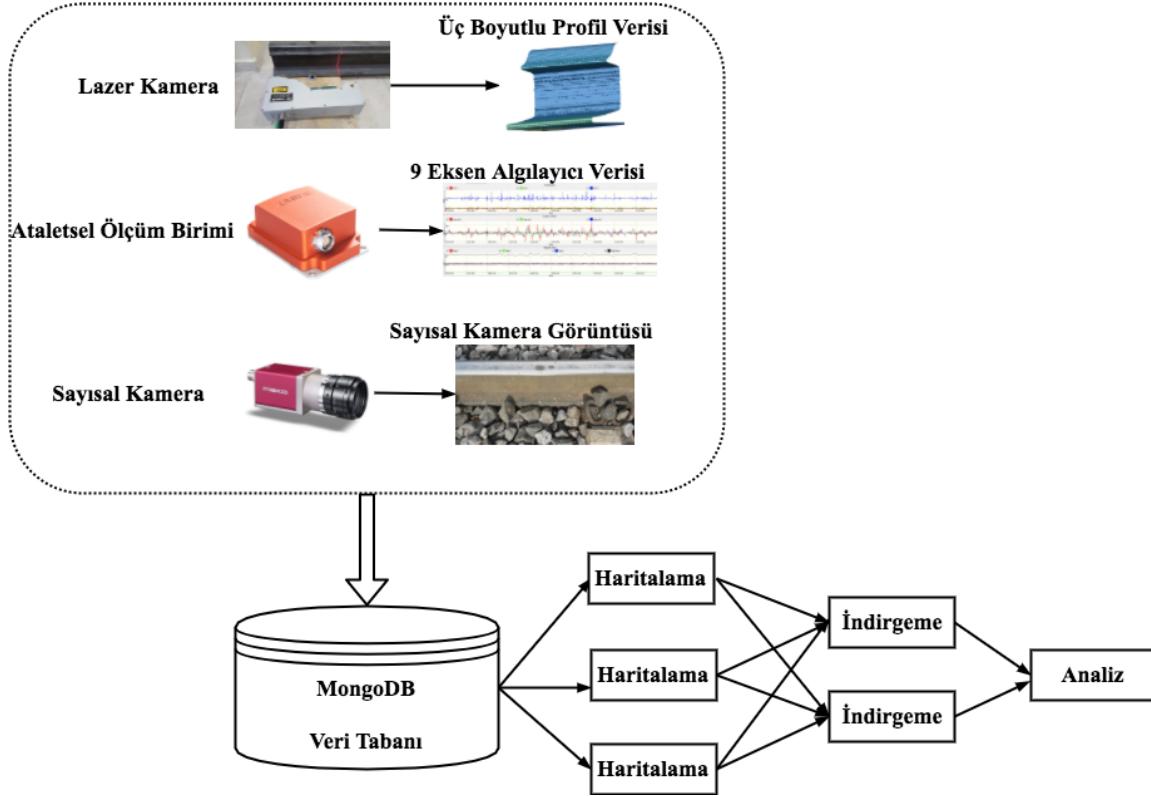 Üç Boyutlu Profil Verisi
Lazer Kamera
9 Eksen Algılayıcı Verisi
Ataletsel Ölçüm Birimi
Sayısal Kamera Görüntüsü
Sayısal Kamera
Haritalama
İndirgeme
MongoDB
Haritalama
Analiz
İndirgeme
Veri Tabanı
Haritalama